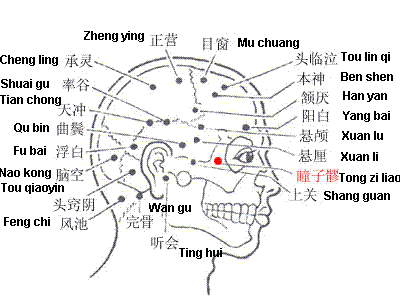 Zheng ying 正营
目窗 Mu chuang
Cheng ling 承灵
头临泣 Tou lin qi
Shuai gu 率谷
本神 Ben shen
Tian chong 天冲
颔厌 Han yan
阳白 Yang bai
Qu bin 曲鬓
悬颅 Xuan lu
Fu bai 浮白
悬厘 Xuan li
Nao kong 脑空
瞳子髎 Tong zi liao
Tou qiaoyin 头窍阴
上关 Shang guan
Feng chi 风池
完骨 Wan gu
听会 Ting hui